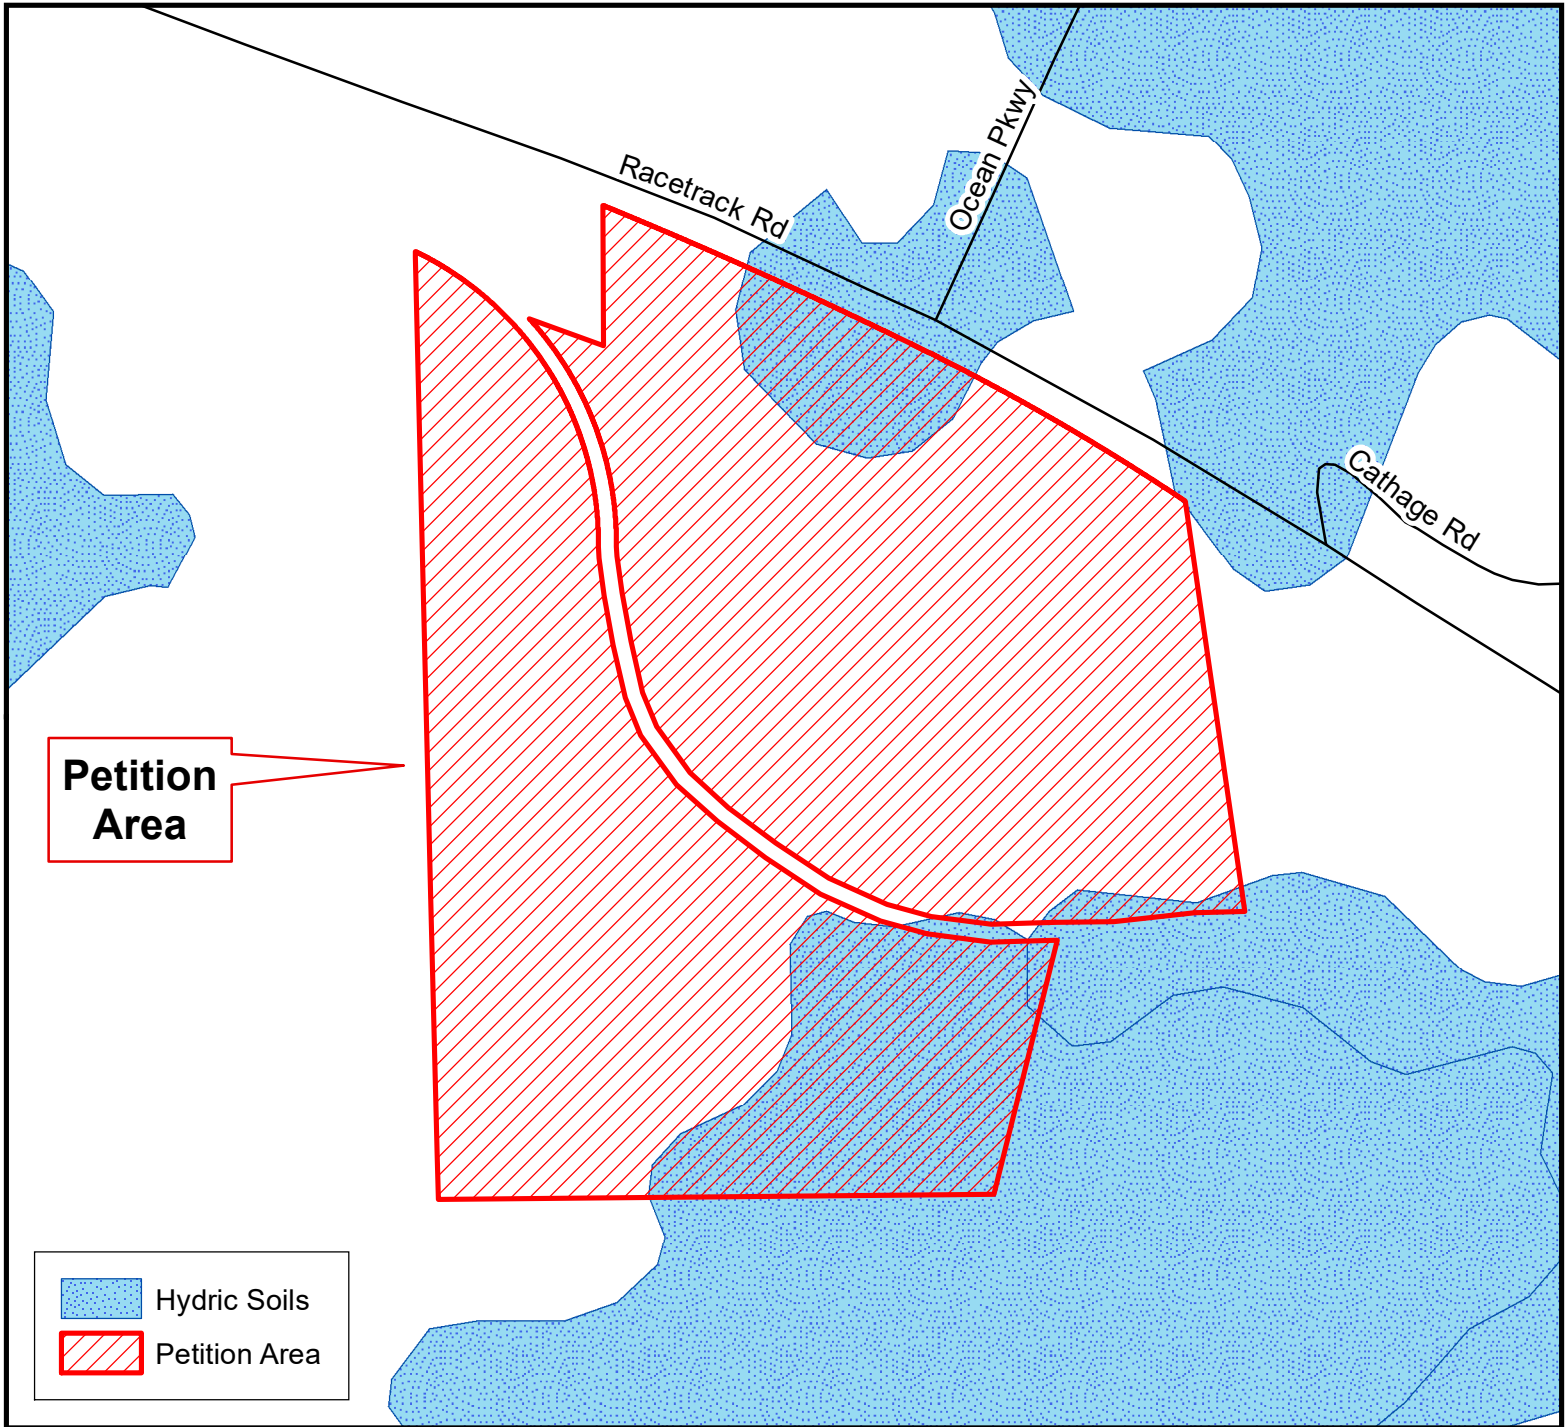 Racetrack Rd
Ocean Pkwy
Cathage Rd
Petition
Area
Hydric Soils
Petition Area